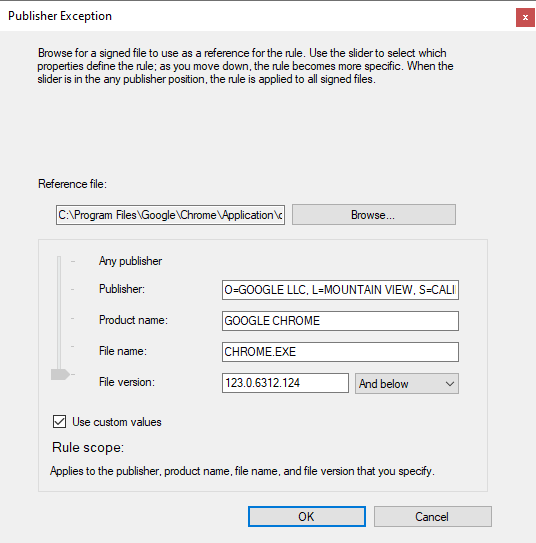 Publisher Exception
x
Browse for a signed file to use as a reference for the rule. Use the slider to select which
properties define the rule; as you move down, the rule becomes more specific. When the
slider is in the any publisher position, the rule is applied to all signed files.
Reference file:
C:\Program Files\Google\Chrome\Application\c
Browse...
Any publisher
Publisher:
O=GOOGLE LLC, L=MOUNTAIN VIEW, S=CALI
Product name:
GOOGLE CHROME
File name:
CHROME.EXE
File version:
123.0.6312.124
And below
Use custom values
Rule scope:
Applies to the publisher, product name, file name, and file version that you specify.
OK
Cancel